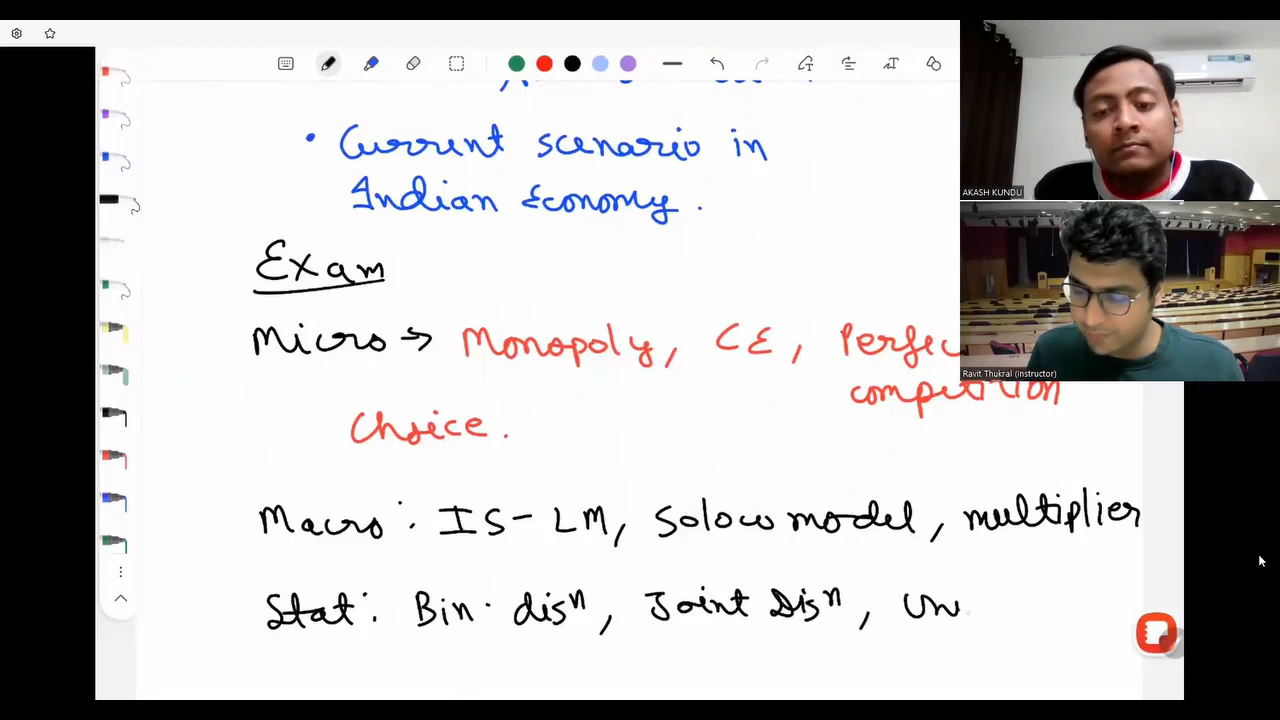 AKASH KUNDU
Ravit Thukral (Instructor)
• Current scenario in
Indian Economy.
Exam
Micro → Monopoly, CE,
competition
Choice.
Macro: IS-LM, Solow model, multiplier
Stat: Bin. disⁿ, Joint Disⁿ,